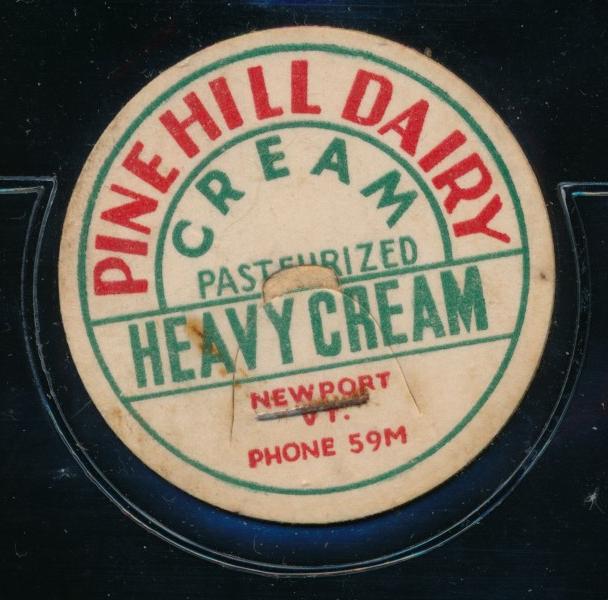 PINE HILL DAIRY
CREAM
PASTEURIZED
HEAVY CREAM
NEWPORT
VT.
PHONE 59M